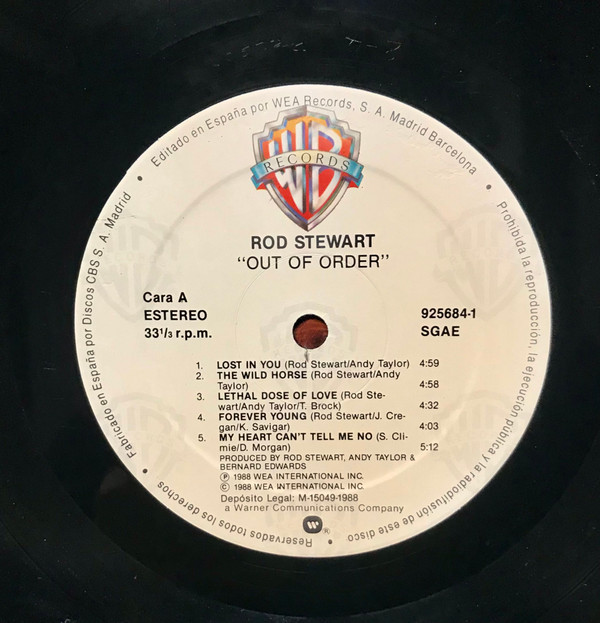 Editado en España por WEA Records, S. A. Madrid Barcelona
Prohibida la reproducción, la ejecución pública y la radiodifusión de este disco
Reservados todos los derechos
Fabricado en España por Discos CBS S. A. Madrid
WB
RECORDS
ROD STEWART
"OUT OF ORDER"
Cara A
ESTEREO
33 1/3 r.p.m.
925684-1
SGAE
1. LOST IN YOU (Rod Stewart/Andy Taylor) 4:59
2. THE WILD HORSE (Rod Stewart/Andy
Taylor) 4:58
3. LETHAL DOSE OF LOVE (Rod Ste-
wart/Andy Taylor/T. Brock) 4:32
4. FOREVER YOUNG (Rod Stewart/J. Cre-
gan/K. Savigar) 4:03
5. MY HEART CAN'T TELL ME NO (S. Cli-
mie/D. Morgan) 5:12
PRODUCED BY ROD STEWART, ANDY TAYLOR &
BERNARD EDWARDS
℗ 1988 WEA INTERNATIONAL INC.
© 1988 WEA INTERNATIONAL INC.
Depósito Legal: M-15049-1988
a Warner Communications Company
W ®